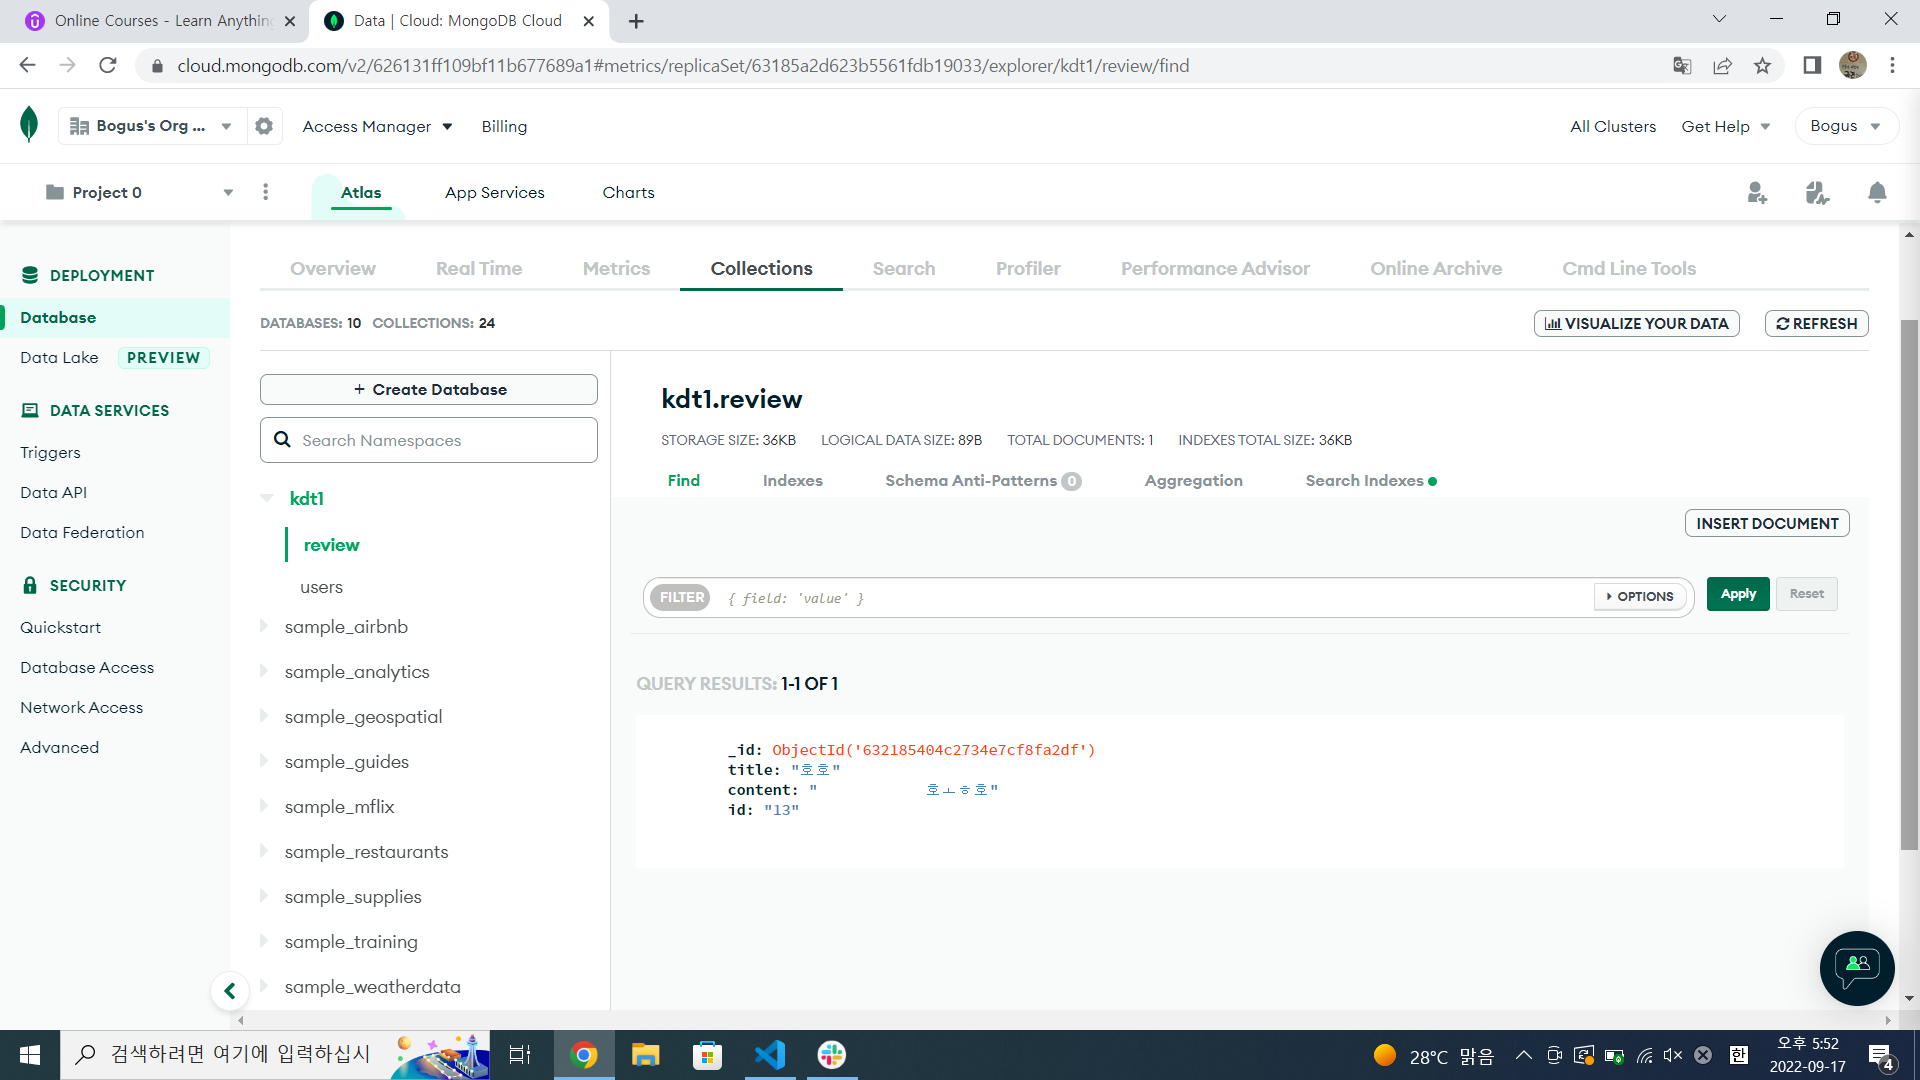 Online Courses - Learn Anythin
Data | Cloud: MongoDB Cloud
cloud.mongodb.com/v2/626131ff109bf11b677689a1#metrics/replicaSet/63185a2d623b5561fdb19033/explorer/kdt1/review/find
Bogus's Org ...
Access Manager
Billing
All Clusters
Get Help
Bogus
Project 0
Atlas
App Services
Charts
DEPLOYMENT
Database
Data Lake PREVIEW
DATA SERVICES
Triggers
Data API
Data Federation
SECURITY
Quickstart
Database Access
Network Access
Advanced
Overview Real Time Metrics Collections Search Profiler Performance Advisor Online Archive Cmd Line Tools
DATABASES: 10 COLLECTIONS: 24
VISUALIZE YOUR DATA
REFRESH
+ Create Database
Search Namespaces
kdt1
review
users
sample_airbnb
sample_analytics
sample_geospatial
sample_guides
sample_mflix
sample_restaurants
sample_supplies
sample_training
sample_weatherdata
kdt1.review
STORAGE SIZE: 36KB LOGICAL DATA SIZE: 89B TOTAL DOCUMENTS: 1 INDEXES TOTAL SIZE: 36KB
Find Indexes Schema Anti-Patterns 0 Aggregation Search Indexes
INSERT DOCUMENT
FILTER { field: 'value' } OPTIONS Apply Reset
QUERY RESULTS: 1-1 OF 1
_id: ObjectId('632185404c2734e7cf8fa2df')
title: "호호"
content: " 호ㅗㅎ호"
id: "13"
검색하려면 여기에 입력하십시
28°C 맑음
한
오후 5:52
2022-09-17
4